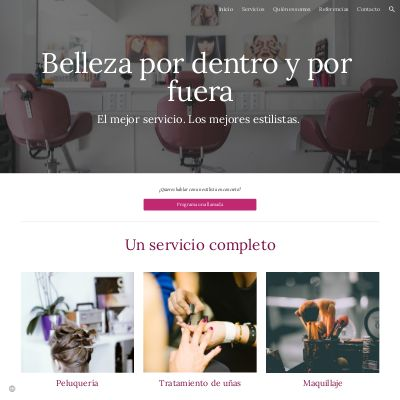 Inicio Servicios Quiénes somos Referencias Contacto
Belleza por dentro y por
fuera
El mejor servicio. Los mejores estilistas.
¿Quieres hablar con un estilista en concreto?
Programa una llamada
Un servicio completo
Peluquería Tratamiento de uñas Maquillaje